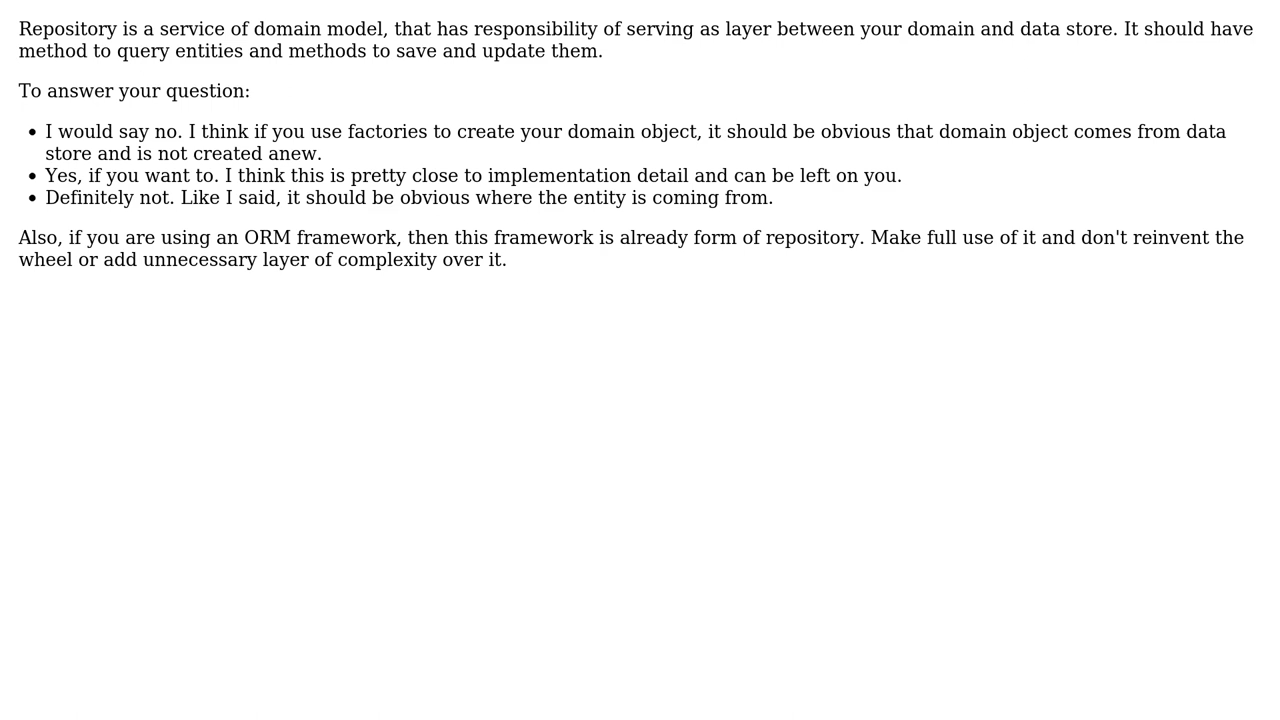 Repository is a service of domain model, that has responsibility of serving as layer between your domain and data store. It should have
method to query entities and methods to save and update them.
To answer your question:
• I would say no. I think if you use factories to create your domain object, it should be obvious that domain object comes from data
store and is not created anew.
• Yes, if you want to. I think this is pretty close to implementation detail and can be left on you.
• Definitely not. Like I said, it should be obvious where the entity is coming from.
Also, if you are using an ORM framework, then this framework is already form of repository. Make full use of it and don't reinvent the
wheel or add unnecessary layer of complexity over it.